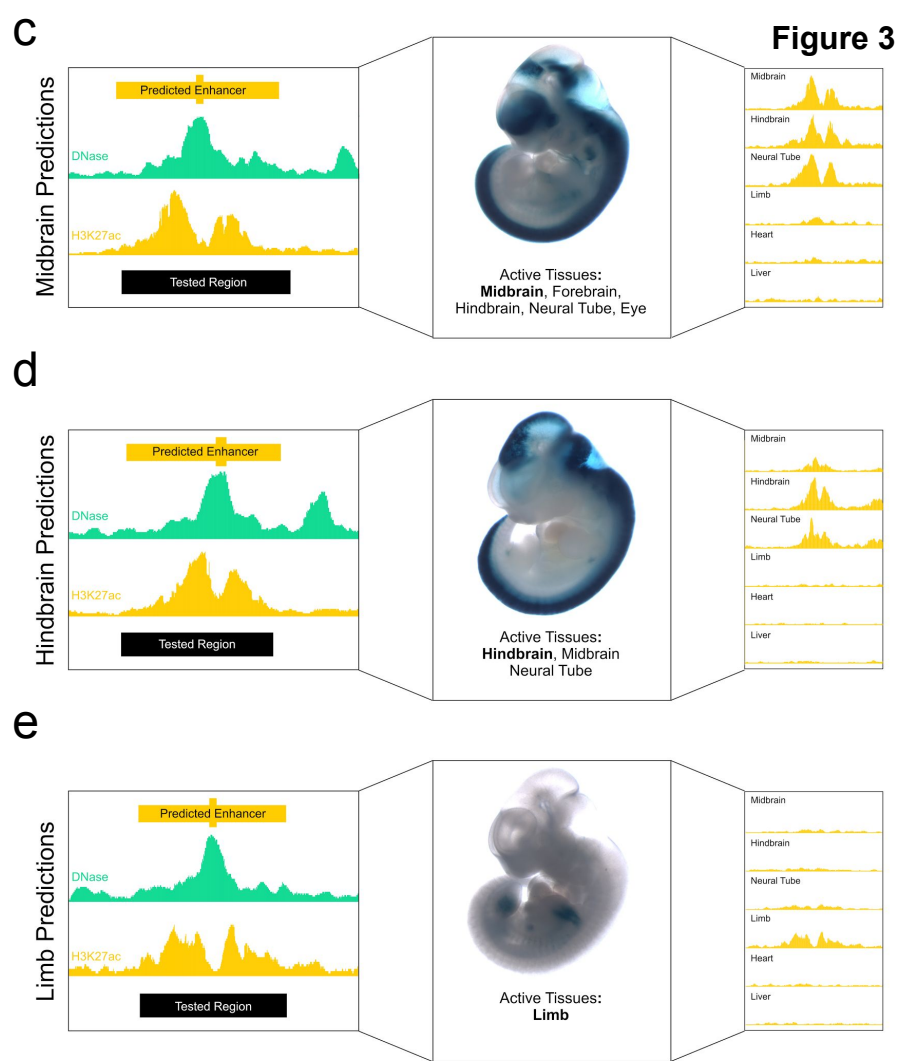 Figure 3
c
Midbrain Predictions
Predicted Enhancer
DNase
H3K27ac
Tested Region
Active Tissues:
Midbrain, Forebrain,
Hindbrain, Neural Tube, Eye
Midbrain
Hindbrain
Neural Tube
Limb
Heart
Liver
d
Hindbrain Predictions
Predicted Enhancer
DNase
H3K27ac
Tested Region
Active Tissues:
Hindbrain, Midbrain
Neural Tube
Midbrain
Hindbrain
Neural Tube
Limb
Heart
Liver
e
Limb Predictions
Predicted Enhancer
DNase
H3K27ac
Tested Region
Active Tissues:
Limb
Midbrain
Hindbrain
Neural Tube
Limb
Heart
Liver